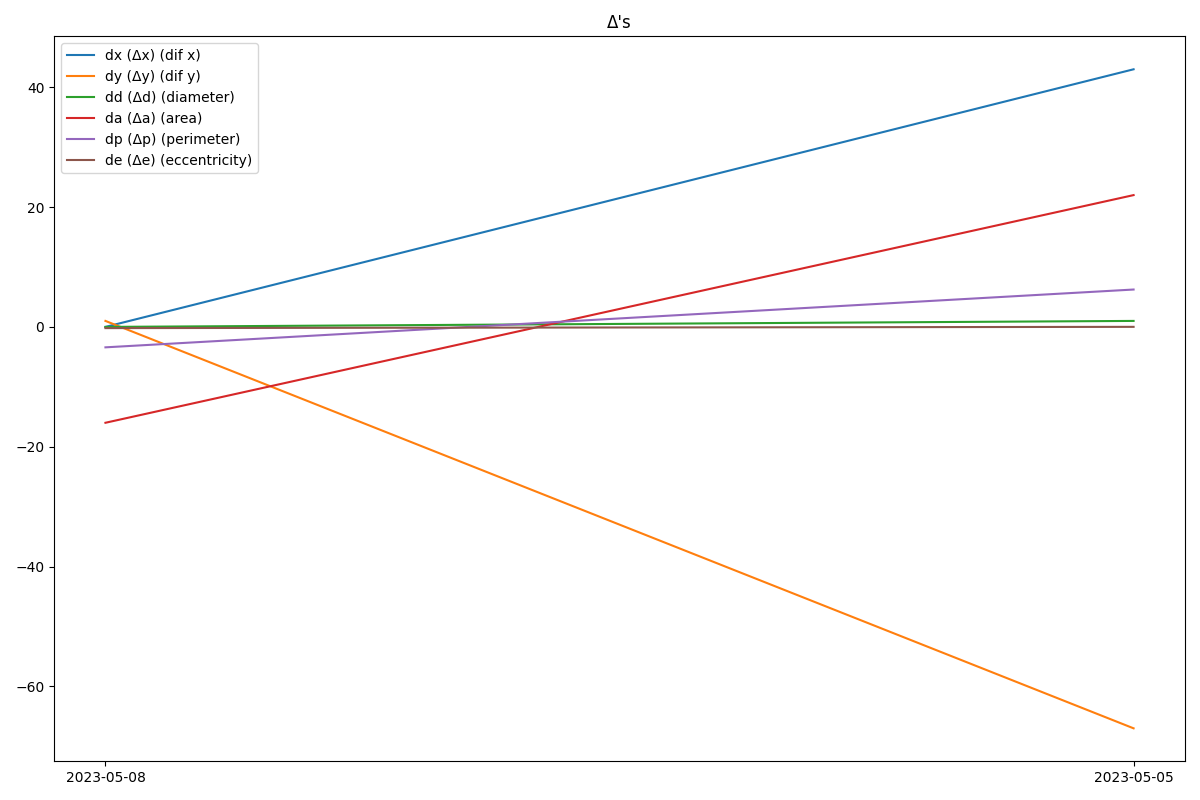 Δ's
dx (Δx) (dif x)
dy (Δy) (dif y)
dd (Δd) (diameter)
da (Δa) (area)
dp (Δp) (perimeter)
de (Δe) (eccentricity)
40
20
0
−20
−40
−60
2023-05-08
2023-05-05